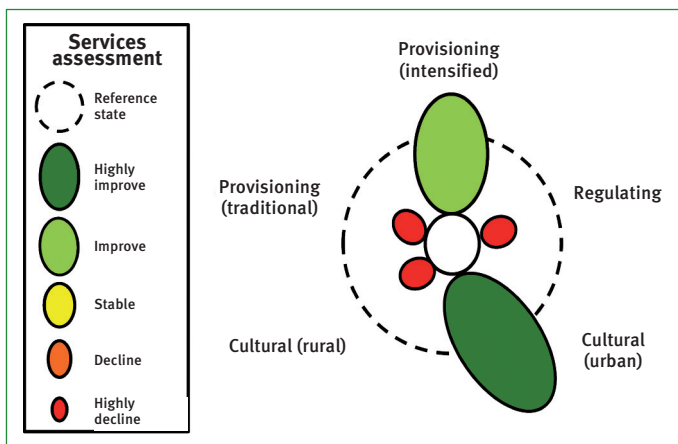 Services
assessment
Reference
state
Highly
improve
Improve
Stable
Decline
Highly
decline
Provisioning
(intensified)
Provisioning
(traditional)
Regulating
Cultural (rural)
Cultural
(urban)